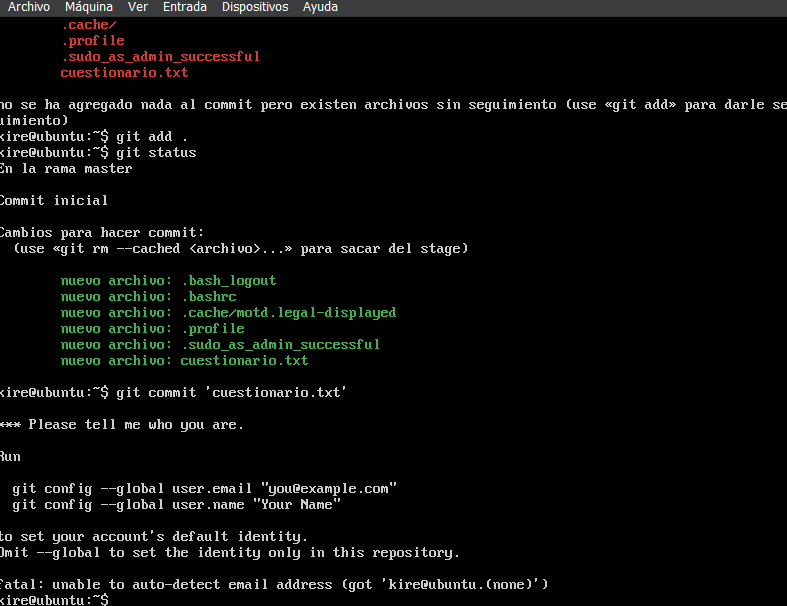 Archivo Máquina Ver Entrada Dispositivos Ayuda
.cache/
.profile
.sudo_as_admin_successful
cuestionario.txt
no se ha agregado nada al commit pero existen archivos sin seguimiento (use «git add» para darle se
uimiento)
kire@ubuntu:~$ git add .
kire@ubuntu:~$ git status
En la rama master
Commit inicial
Cambios para hacer commit:
(use «git rm --cached <archivo>...» para sacar del stage)
nuevo archivo: .bash_logout
nuevo archivo: .bashrc
nuevo archivo: .cache/motd.legal-displayed
nuevo archivo: .profile
nuevo archivo: .sudo_as_admin_successful
nuevo archivo: cuestionario.txt
kire@ubuntu:~$ git commit 'cuestionario.txt'
*** Please tell me who you are.
Run
git config --global user.email "you@example.com"
git config --global user.name "Your Name"
to set your account's default identity.
Omit --global to set the identity only in this repository.
fatal: unable to auto-detect email address (got 'kire@ubuntu.(none)')
kire@ubuntu:~$